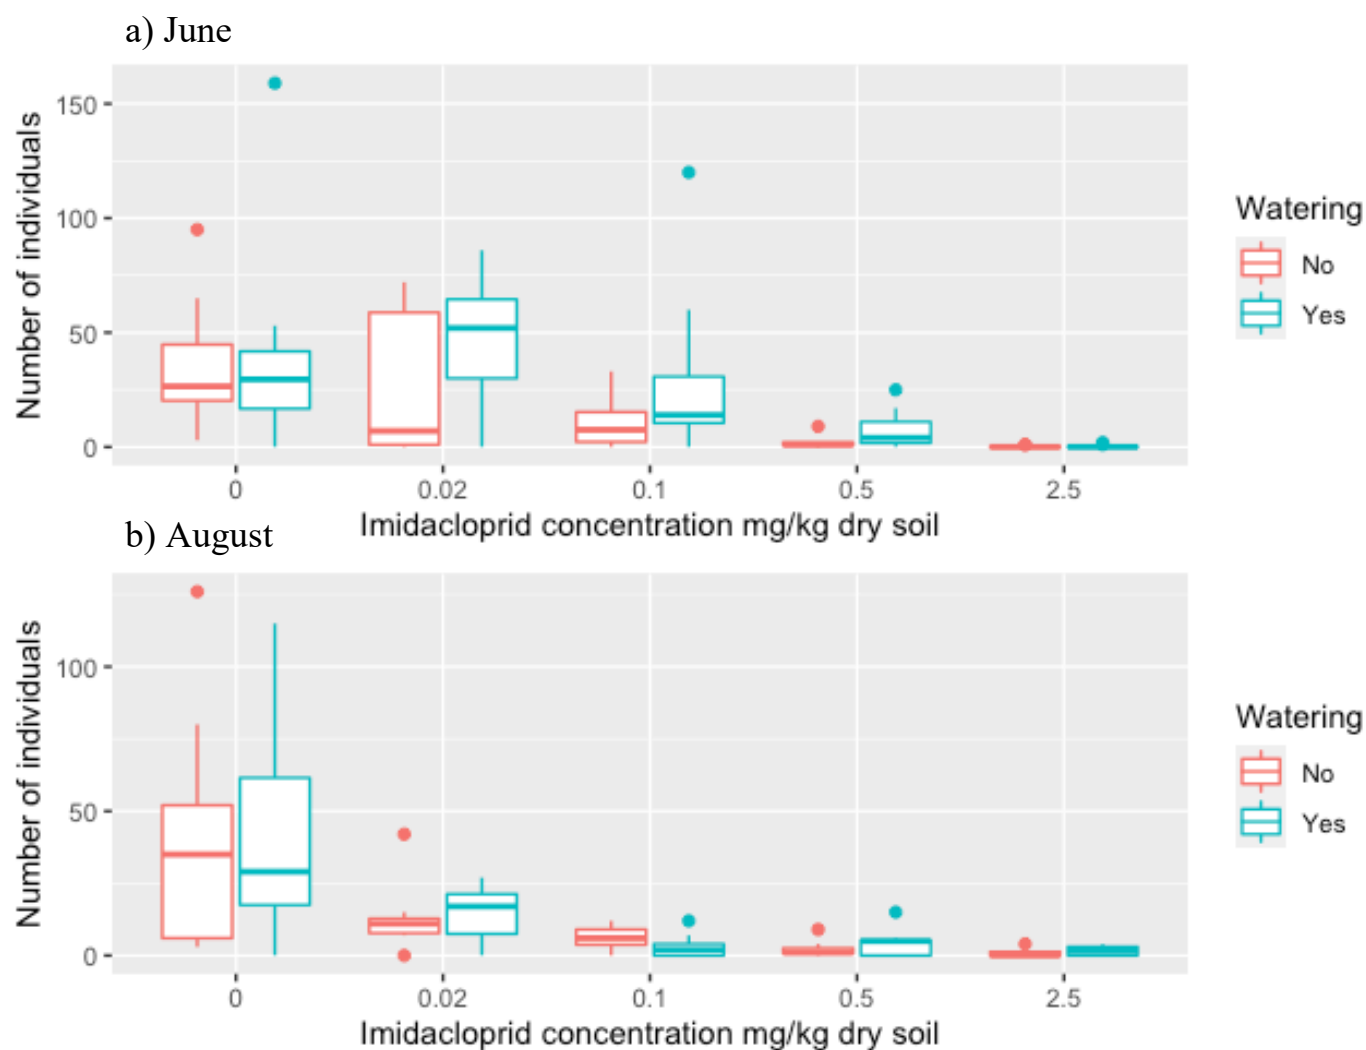 a) June
150
100
50
0
Number of individuals
0 0.02 0.1 0.5 2.5
Imidacloprid concentration mg/kg dry soil
Watering
No
Yes
b) August
100
50
0
Number of individuals
0 0.02 0.1 0.5 2.5
Imidacloprid concentration mg/kg dry soil
Watering
No
Yes